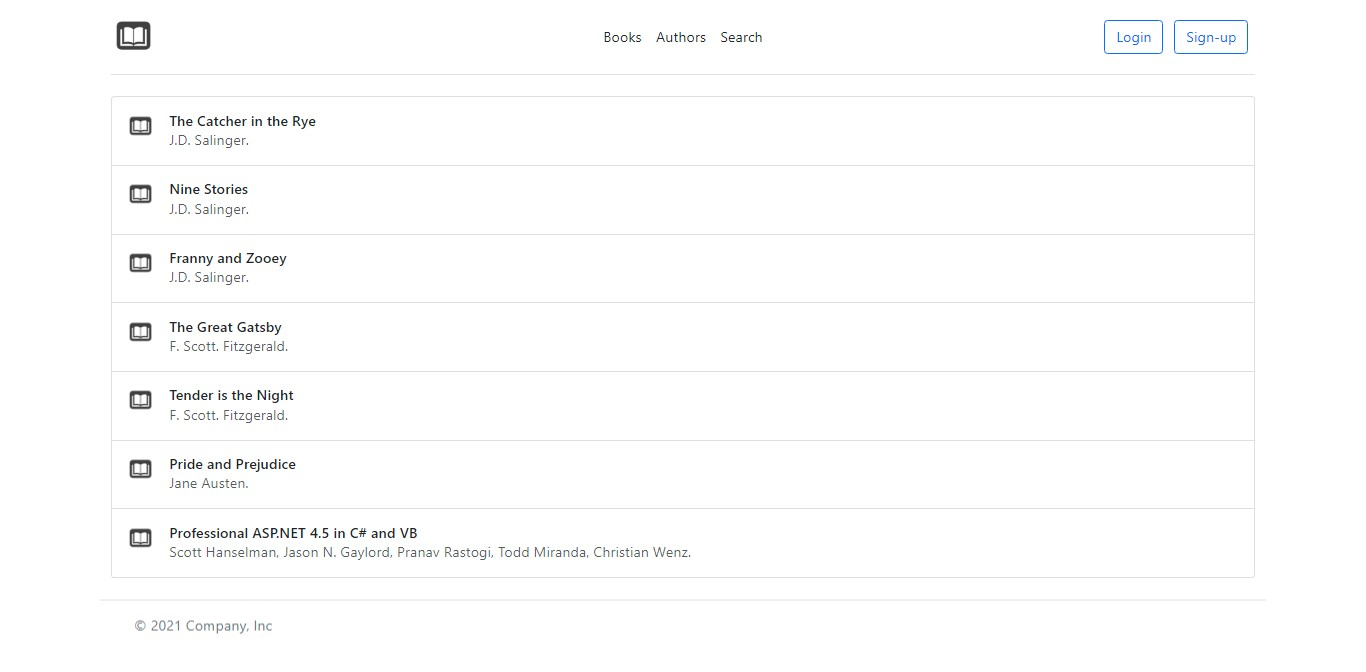 Books Authors Search Login Sign-up
The Catcher in the Rye
J.D. Salinger.
Nine Stories
J.D. Salinger.
Franny and Zooey
J.D. Salinger.
The Great Gatsby
F. Scott. Fitzgerald.
Tender is the Night
F. Scott. Fitzgerald.
Pride and Prejudice
Jane Austen.
Professional ASP.NET 4.5 in C# and VB
Scott Hanselman, Jason N. Gaylord, Pranav Rastogi, Todd Miranda, Christian Wenz.
© 2021 Company, Inc